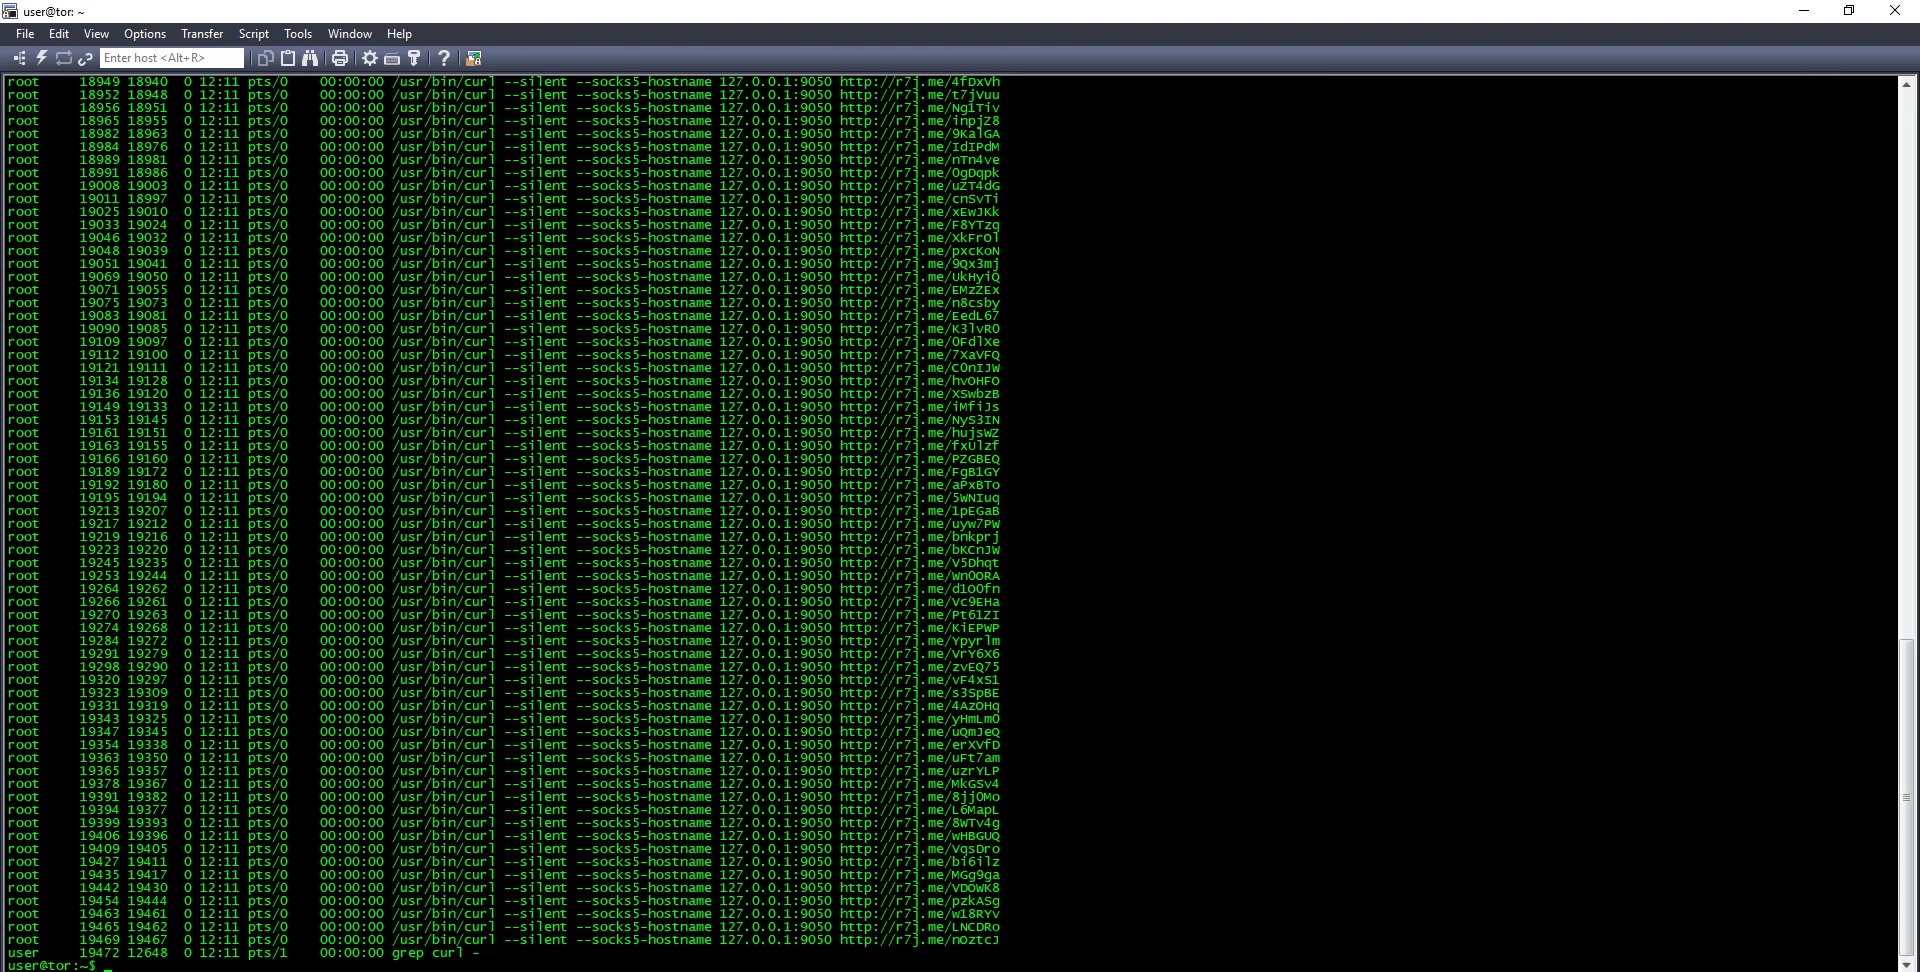 user@tor: ~
File Edit View Options Transfer Script Tools Window Help
Enter host <Alt+R>
root 18949 18940 0 12:11 pts/0 00:00:00 /usr/bin/curl --silent --socks5-hostname 127.0.0.1:9050 http://r7j.me/4fDxVh
root 18952 18948 0 12:11 pts/0 00:00:00 /usr/bin/curl --silent --socks5-hostname 127.0.0.1:9050 http://r7j.me/t7jVuu
root 18956 18951 0 12:11 pts/0 00:00:00 /usr/bin/curl --silent --socks5-hostname 127.0.0.1:9050 http://r7j.me/NglTiv
root 18965 18955 0 12:11 pts/0 00:00:00 /usr/bin/curl --silent --socks5-hostname 127.0.0.1:9050 http://r7j.me/inpjZ8
root 18982 18963 0 12:11 pts/0 00:00:00 /usr/bin/curl --silent --socks5-hostname 127.0.0.1:9050 http://r7j.me/9KalGA
root 18984 18976 0 12:11 pts/0 00:00:00 /usr/bin/curl --silent --socks5-hostname 127.0.0.1:9050 http://r7j.me/IdIPdM
root 18989 18981 0 12:11 pts/0 00:00:00 /usr/bin/curl --silent --socks5-hostname 127.0.0.1:9050 http://r7j.me/nTn4ve
root 18991 18986 0 12:11 pts/0 00:00:00 /usr/bin/curl --silent --socks5-hostname 127.0.0.1:9050 http://r7j.me/0gDqpk
root 19008 19003 0 12:11 pts/0 00:00:00 /usr/bin/curl --silent --socks5-hostname 127.0.0.1:9050 http://r7j.me/uZT4dG
root 19011 18997 0 12:11 pts/0 00:00:00 /usr/bin/curl --silent --socks5-hostname 127.0.0.1:9050 http://r7j.me/cnSvTi
root 19025 19010 0 12:11 pts/0 00:00:00 /usr/bin/curl --silent --socks5-hostname 127.0.0.1:9050 http://r7j.me/xEwJKk
root 19033 19024 0 12:11 pts/0 00:00:00 /usr/bin/curl --silent --socks5-hostname 127.0.0.1:9050 http://r7j.me/F8YTzq
root 19046 19032 0 12:11 pts/0 00:00:00 /usr/bin/curl --silent --socks5-hostname 127.0.0.1:9050 http://r7j.me/XkFrOl
root 19048 19039 0 12:11 pts/0 00:00:00 /usr/bin/curl --silent --socks5-hostname 127.0.0.1:9050 http://r7j.me/pxcKoN
root 19051 19041 0 12:11 pts/0 00:00:00 /usr/bin/curl --silent --socks5-hostname 127.0.0.1:9050 http://r7j.me/9Qx3mj
root 19069 19050 0 12:11 pts/0 00:00:00 /usr/bin/curl --silent --socks5-hostname 127.0.0.1:9050 http://r7j.me/UkHyiQ
root 19071 19055 0 12:11 pts/0 00:00:00 /usr/bin/curl --silent --socks5-hostname 127.0.0.1:9050 http://r7j.me/EMzZEx
root 19075 19073 0 12:11 pts/0 00:00:00 /usr/bin/curl --silent --socks5-hostname 127.0.0.1:9050 http://r7j.me/n8csby
root 19083 19081 0 12:11 pts/0 00:00:00 /usr/bin/curl --silent --socks5-hostname 127.0.0.1:9050 http://r7j.me/EedL67
root 19090 19085 0 12:11 pts/0 00:00:00 /usr/bin/curl --silent --socks5-hostname 127.0.0.1:9050 http://r7j.me/K3lvRO
root 19109 19097 0 12:11 pts/0 00:00:00 /usr/bin/curl --silent --socks5-hostname 127.0.0.1:9050 http://r7j.me/OFdlXe
root 19112 19100 0 12:11 pts/0 00:00:00 /usr/bin/curl --silent --socks5-hostname 127.0.0.1:9050 http://r7j.me/7XaVFQ
root 19121 19111 0 12:11 pts/0 00:00:00 /usr/bin/curl --silent --socks5-hostname 127.0.0.1:9050 http://r7j.me/COnIJW
root 19134 19128 0 12:11 pts/0 00:00:00 /usr/bin/curl --silent --socks5-hostname 127.0.0.1:9050 http://r7j.me/hvOHFO
root 19136 19120 0 12:11 pts/0 00:00:00 /usr/bin/curl --silent --socks5-hostname 127.0.0.1:9050 http://r7j.me/XSwbzB
root 19149 19133 0 12:11 pts/0 00:00:00 /usr/bin/curl --silent --socks5-hostname 127.0.0.1:9050 http://r7j.me/iMfiJs
root 19153 19145 0 12:11 pts/0 00:00:00 /usr/bin/curl --silent --socks5-hostname 127.0.0.1:9050 http://r7j.me/NyS3IN
root 19161 19151 0 12:11 pts/0 00:00:00 /usr/bin/curl --silent --socks5-hostname 127.0.0.1:9050 http://r7j.me/hujsWZ
root 19163 19155 0 12:11 pts/0 00:00:00 /usr/bin/curl --silent --socks5-hostname 127.0.0.1:9050 http://r7j.me/fxUlzf
root 19166 19160 0 12:11 pts/0 00:00:00 /usr/bin/curl --silent --socks5-hostname 127.0.0.1:9050 http://r7j.me/PZGBEQ
root 19189 19172 0 12:11 pts/0 00:00:00 /usr/bin/curl --silent --socks5-hostname 127.0.0.1:9050 http://r7j.me/FgB1GY
root 19192 19180 0 12:11 pts/0 00:00:00 /usr/bin/curl --silent --socks5-hostname 127.0.0.1:9050 http://r7j.me/aPxBTo
root 19195 19194 0 12:11 pts/0 00:00:00 /usr/bin/curl --silent --socks5-hostname 127.0.0.1:9050 http://r7j.me/5WNIuq
root 19213 19207 0 12:11 pts/0 00:00:00 /usr/bin/curl --silent --socks5-hostname 127.0.0.1:9050 http://r7j.me/1pEGaB
root 19217 19212 0 12:11 pts/0 00:00:00 /usr/bin/curl --silent --socks5-hostname 127.0.0.1:9050 http://r7j.me/uyw7PW
root 19219 19216 0 12:11 pts/0 00:00:00 /usr/bin/curl --silent --socks5-hostname 127.0.0.1:9050 http://r7j.me/bnkprj
root 19223 19220 0 12:11 pts/0 00:00:00 /usr/bin/curl --silent --socks5-hostname 127.0.0.1:9050 http://r7j.me/bKCnJW
root 19245 19235 0 12:11 pts/0 00:00:00 /usr/bin/curl --silent --socks5-hostname 127.0.0.1:9050 http://r7j.me/V5Dhqt
root 19253 19244 0 12:11 pts/0 00:00:00 /usr/bin/curl --silent --socks5-hostname 127.0.0.1:9050 http://r7j.me/WnOORA
root 19264 19262 0 12:11 pts/0 00:00:00 /usr/bin/curl --silent --socks5-hostname 127.0.0.1:9050 http://r7j.me/d1OOfn
root 19266 19261 0 12:11 pts/0 00:00:00 /usr/bin/curl --silent --socks5-hostname 127.0.0.1:9050 http://r7j.me/Vc9EHa
root 19270 19263 0 12:11 pts/0 00:00:00 /usr/bin/curl --silent --socks5-hostname 127.0.0.1:9050 http://r7j.me/Pt61ZI
root 19274 19268 0 12:11 pts/0 00:00:00 /usr/bin/curl --silent --socks5-hostname 127.0.0.1:9050 http://r7j.me/KiEPWP
root 19284 19272 0 12:11 pts/0 00:00:00 /usr/bin/curl --silent --socks5-hostname 127.0.0.1:9050 http://r7j.me/Ypyrlm
root 19291 19279 0 12:11 pts/0 00:00:00 /usr/bin/curl --silent --socks5-hostname 127.0.0.1:9050 http://r7j.me/VrY6X6
root 19298 19290 0 12:11 pts/0 00:00:00 /usr/bin/curl --silent --socks5-hostname 127.0.0.1:9050 http://r7j.me/zvEQ75
root 19320 19297 0 12:11 pts/0 00:00:00 /usr/bin/curl --silent --socks5-hostname 127.0.0.1:9050 http://r7j.me/vF4xS1
root 19323 19309 0 12:11 pts/0 00:00:00 /usr/bin/curl --silent --socks5-hostname 127.0.0.1:9050 http://r7j.me/s3SpBE
root 19331 19319 0 12:11 pts/0 00:00:00 /usr/bin/curl --silent --socks5-hostname 127.0.0.1:9050 http://r7j.me/4AzOHq
root 19343 19325 0 12:11 pts/0 00:00:00 /usr/bin/curl --silent --socks5-hostname 127.0.0.1:9050 http://r7j.me/yHmLmO
root 19347 19345 0 12:11 pts/0 00:00:00 /usr/bin/curl --silent --socks5-hostname 127.0.0.1:9050 http://r7j.me/uQmJeQ
root 19354 19338 0 12:11 pts/0 00:00:00 /usr/bin/curl --silent --socks5-hostname 127.0.0.1:9050 http://r7j.me/erXVfD
root 19363 19350 0 12:11 pts/0 00:00:00 /usr/bin/curl --silent --socks5-hostname 127.0.0.1:9050 http://r7j.me/uFt7am
root 19365 19357 0 12:11 pts/0 00:00:00 /usr/bin/curl --silent --socks5-hostname 127.0.0.1:9050 http://r7j.me/uzrYLP
root 19378 19367 0 12:11 pts/0 00:00:00 /usr/bin/curl --silent --socks5-hostname 127.0.0.1:9050 http://r7j.me/MkGSv4
root 19391 19382 0 12:11 pts/0 00:00:00 /usr/bin/curl --silent --socks5-hostname 127.0.0.1:9050 http://r7j.me/8jjOMo
root 19394 19377 0 12:11 pts/0 00:00:00 /usr/bin/curl --silent --socks5-hostname 127.0.0.1:9050 http://r7j.me/L6MapL
root 19399 19393 0 12:11 pts/0 00:00:00 /usr/bin/curl --silent --socks5-hostname 127.0.0.1:9050 http://r7j.me/8WTv4g
root 19406 19396 0 12:11 pts/0 00:00:00 /usr/bin/curl --silent --socks5-hostname 127.0.0.1:9050 http://r7j.me/wHBGUQ
root 19409 19405 0 12:11 pts/0 00:00:00 /usr/bin/curl --silent --socks5-hostname 127.0.0.1:9050 http://r7j.me/VqsDro
root 19427 19411 0 12:11 pts/0 00:00:00 /usr/bin/curl --silent --socks5-hostname 127.0.0.1:9050 http://r7j.me/bi6ilz
root 19435 19417 0 12:11 pts/0 00:00:00 /usr/bin/curl --silent --socks5-hostname 127.0.0.1:9050 http://r7j.me/MGg9ga
root 19442 19430 0 12:11 pts/0 00:00:00 /usr/bin/curl --silent --socks5-hostname 127.0.0.1:9050 http://r7j.me/VDOWK8
root 19454 19444 0 12:11 pts/0 00:00:00 /usr/bin/curl --silent --socks5-hostname 127.0.0.1:9050 http://r7j.me/pzkASg
root 19463 19461 0 12:11 pts/0 00:00:00 /usr/bin/curl --silent --socks5-hostname 127.0.0.1:9050 http://r7j.me/w18RYv
root 19465 19462 0 12:11 pts/0 00:00:00 /usr/bin/curl --silent --socks5-hostname 127.0.0.1:9050 http://r7j.me/LNCDRo
root 19469 19467 0 12:11 pts/0 00:00:00 /usr/bin/curl --silent --socks5-hostname 127.0.0.1:9050 http://r7j.me/nOztcJ
user 19472 12648 0 12:11 pts/1 00:00:00 grep curl -
user@tor:~$ _